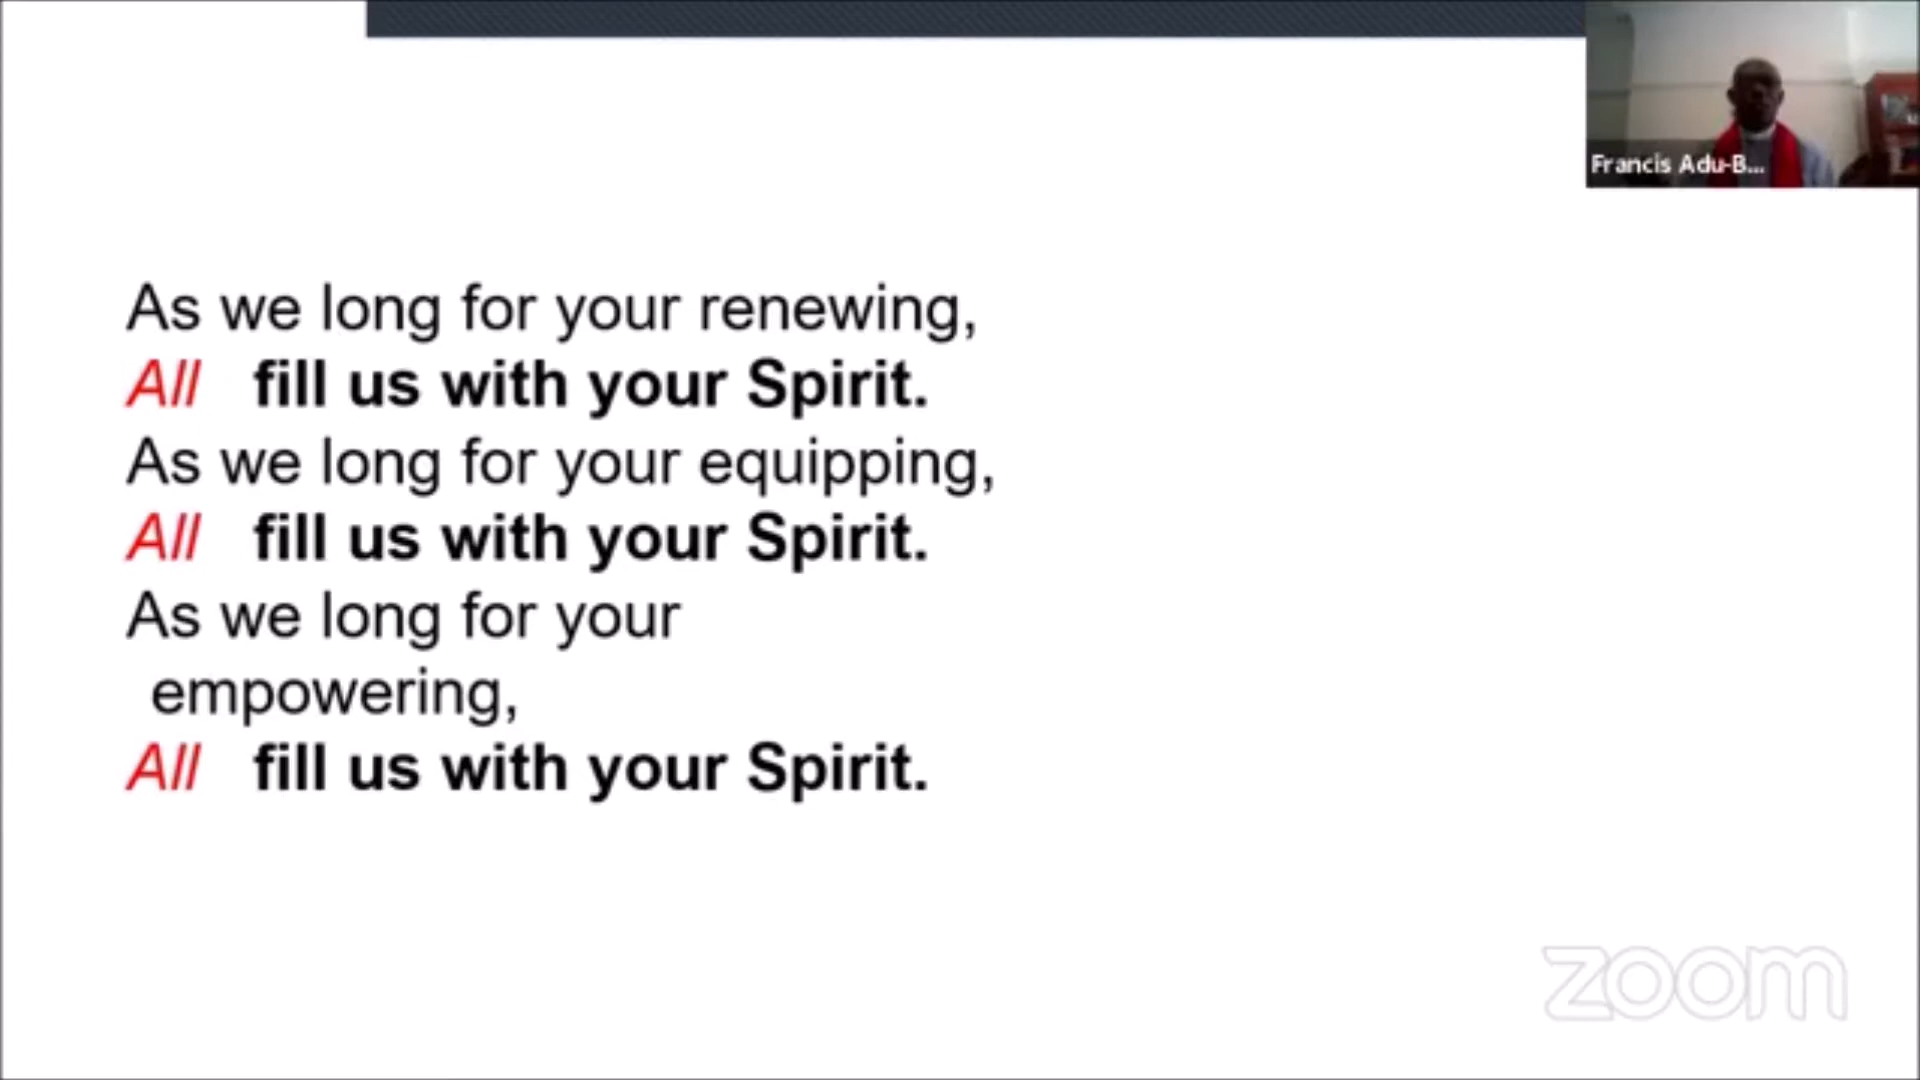 Francis Adu-B...
As we long for your renewing,
All fill us with your Spirit.
As we long for your equipping,
All fill us with your Spirit.
As we long for your
empowering,
All fill us with your Spirit.
zoom